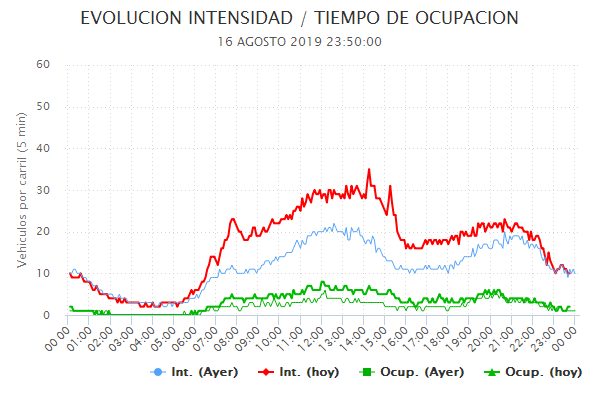 EVOLUCION INTENSIDAD / TIEMPO DE OCUPACION
16 AGOSTO 2019 23:50:00
Vehiculos por carril (5 min)
60
50
40
30
20
10
0
00:00 01:00 02:00 03:00 04:00 05:00 06:00 07:00 08:00 09:00 10:00 11:00 12:00 13:00 14:00 15:00 16:00 17:00 18:00 19:00 20:00 21:00 22:00 23:00 00:00
Int. (Ayer) Int. (hoy) Ocup. (Ayer) Ocup. (hoy)